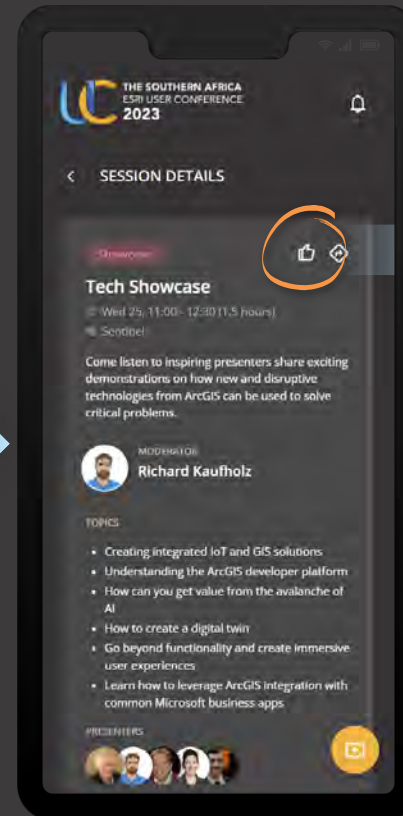 THE SOUTHERN AFRICA
ESRI USER CONFERENCE
2023
SESSION DETAILS
Showcase
Tech Showcase
Wed 25, 11:00 - 12:30 (1.5 hours)
Sentinel
Come listen to inspiring presenters share exciting
demonstrations on how new and disruptive
technologies from ArcGIS can be used to solve
critical problems.
MODERATOR
Richard Kaufholz
TOPICS
• Creating integrated IoT and GIS solutions
• Understanding the ArcGIS developer platform
• How can you get value from the avalanche of
AI
• How to create a digital twin
• Go beyond functionality and create immersive
user experiences
• Learn how to leverage ArcGIS integration with
common Microsoft business apps
PRESENTERS